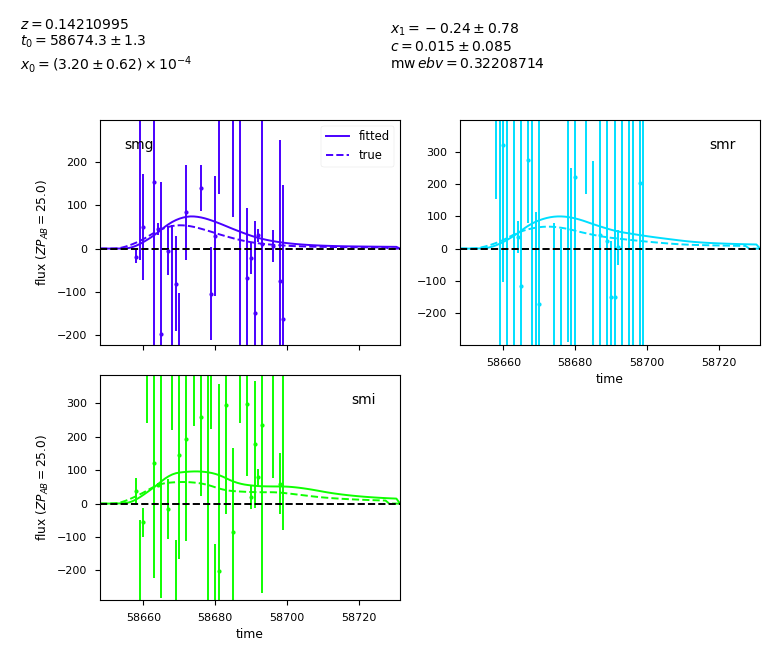 z = 0.14210995
t₀ = 58674.3 ± 1.3
x₀ = (3.20 ± 0.62) × 10⁻⁴
x₁ = −0.24 ± 0.78
c = 0.015 ± 0.085
mwebv = 0.32208714
smg
fitted
true
200
100
0
−100
−200
flux (ZP_AB = 25.0)
smr
300
200
100
0
−100
−200
58660 58680 58700 58720
time
smi
300
200
100
0
−100
−200
flux (ZP_AB = 25.0)
58660 58680 58700 58720
time